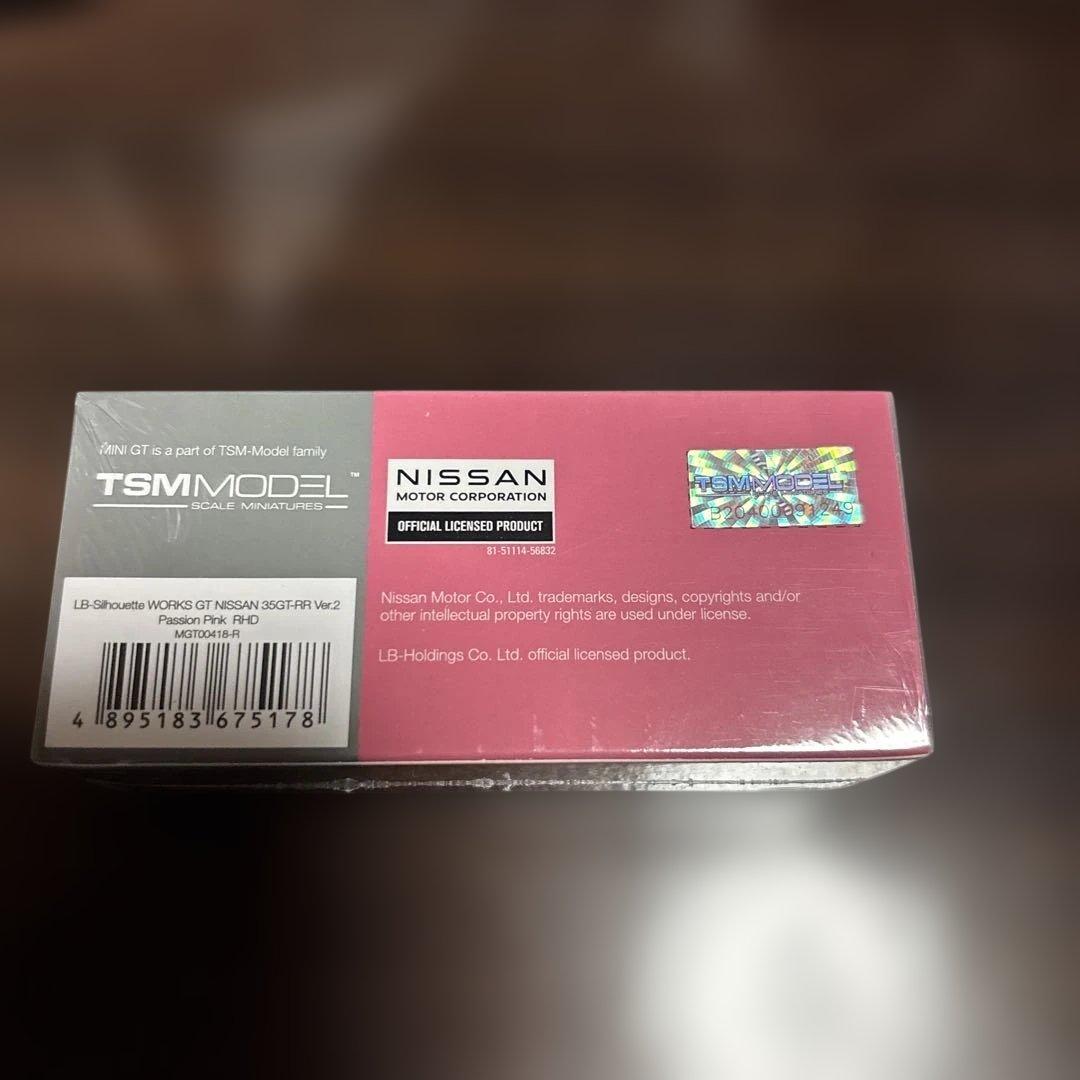 MINI GT is a part of TSM-Model family
TSMMODEL™
SCALE MINIATURES
LB-Silhouette WORKS GT NISSAN 35GT-RR Ver.2
Passion Pink RHD
MGT00418-R
4 895183 675178
NISSAN
MOTOR CORPORATION
OFFICIAL LICENSED PRODUCT
81-51114-56832
Nissan Motor Co., Ltd. trademarks, designs, copyrights and/or
other intellectual property rights are used under license.
LB-Holdings Co. Ltd. official licensed product.
TSMMODEL